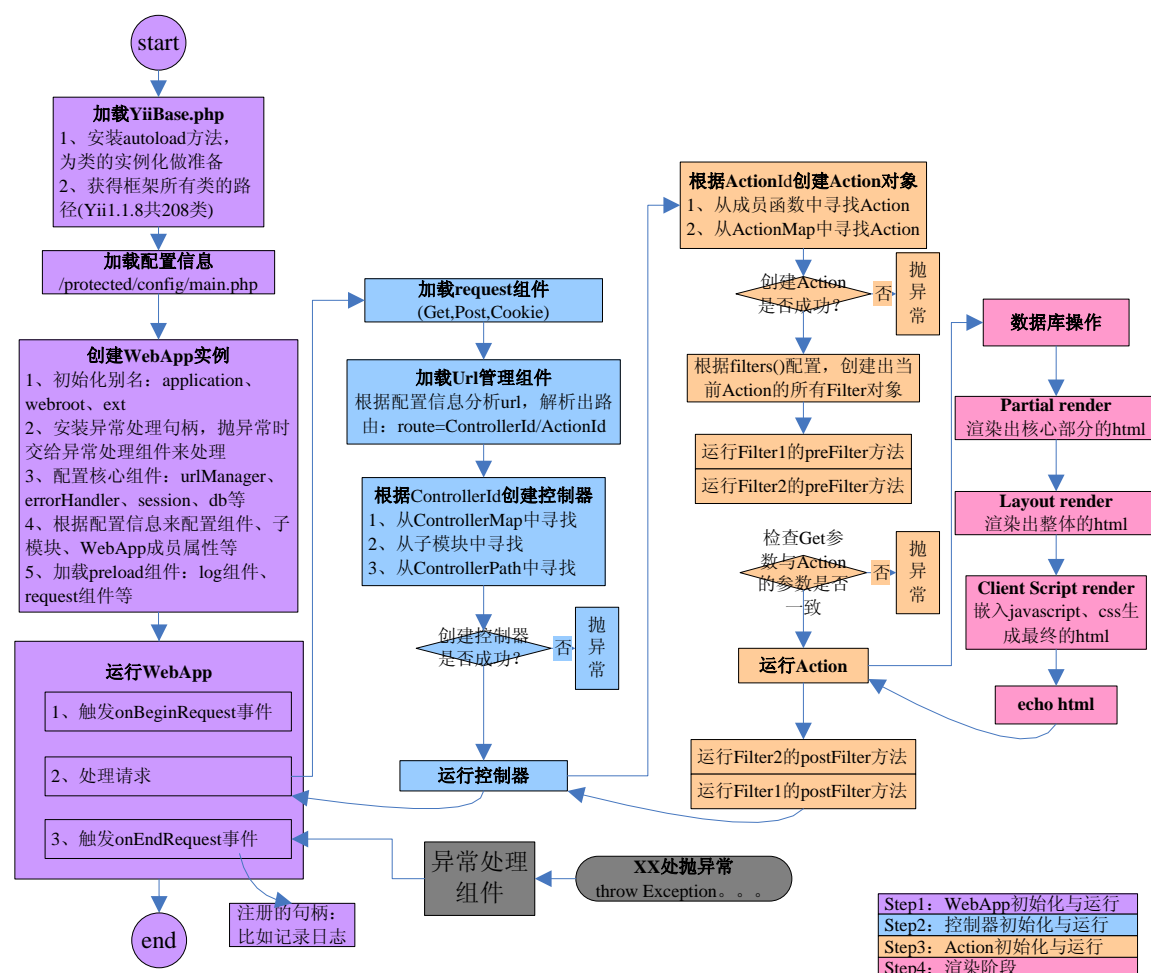 start
加载YiiBase.php
1、安装autoload方法，
为类的实例化做准备
2、获得框架所有类的路
径(Yii1.1.8共208类)
加载配置信息
/protected/config/main.php
创建WebApp实例
1、初始化别名：application、
webroot、ext
2、安装异常处理句柄，抛异常时
交给异常处理组件来处理
3、配置核心组件：urlManager、
errorHandler、session、db等
4、根据配置信息来配置组件、子
模块、WebApp成员属性等
5、加载preload组件：log组件、
request组件等
运行WebApp
1、触发onBeginRequest事件
2、处理请求
3、触发onEndRequest事件
end
注册的句柄：
比如记录日志
加载request组件
(Get,Post,Cookie)
加载Url管理组件
根据配置信息分析url，解析出路
由：route=ControllerId/ActionId
根据ControllerId创建控制器
1、从ControllerMap中寻找
2、从子模块中寻找
3、从ControllerPath中寻找
创建控制器
是否成功？
否
抛
异
常
运行控制器
异常处理
组件
XX处抛异常
throw Exception。。。
根据ActionId创建Action对象
1、从成员函数中寻找Action
2、从ActionMap中寻找Action
创建Action
是否成功？
否
抛
异
常
根据filters()配置，创建出当
前Action的所有Filter对象
运行Filter1的preFilter方法
运行Filter2的preFilter方法
检查Get参
数与Action
的参数是否
一致
否
抛
异
常
运行Action
运行Filter2的postFilter方法
运行Filter1的postFilter方法
数据库操作
Partial render
渲染出核心部分的html
Layout render
渲染出整体的html
Client Script render
嵌入javascript、css生
成最终的html
echo html
Step1：WebApp初始化与运行
Step2：控制器初始化与运行
Step3：Action初始化与运行
Step4：渲染阶段